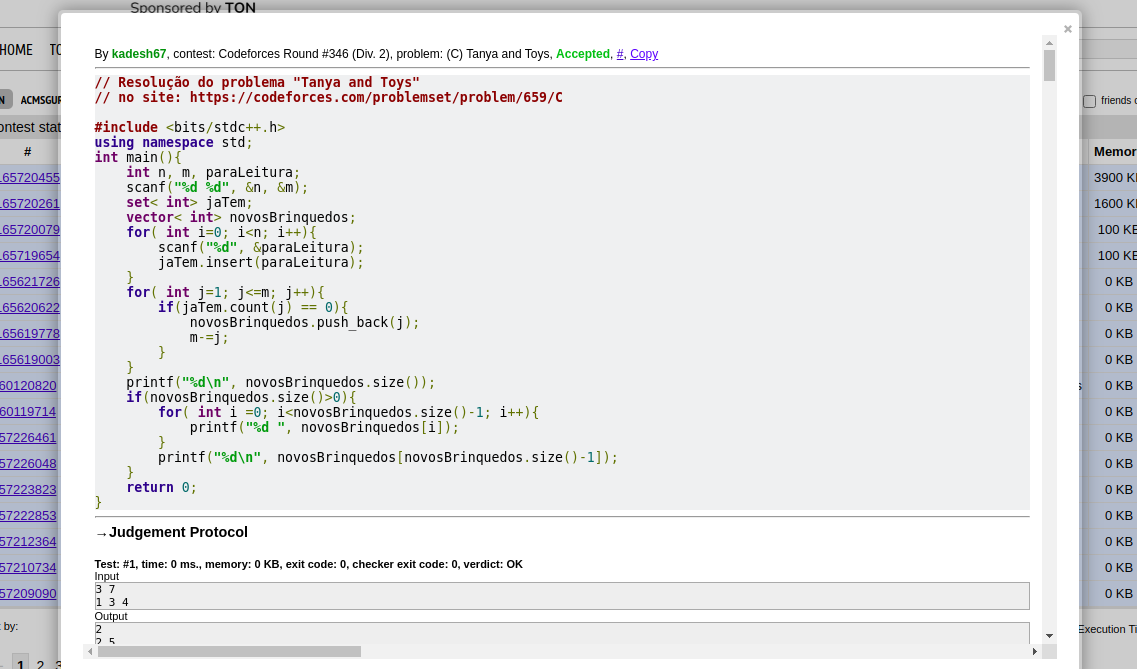 Sponsored by TON
HOME
ACMSGUR
friends
#
Memor
3900 K
1600 K
100 KE
100 KE
0 KB
0 KB
0 KB
0 KB
0 KB
0 KB
0 KB
0 KB
0 KB
0 KB
0 KB
0 KB
0 KB
65720455
65720261
65720079
65719654
65621726
65620622
65619778
65619003
60120820
60119714
57226461
57226048
57223823
57222853
57212364
57210734
57209090
by:
1 2 3
Execution Ti
×
By kadesh67, contest: Codeforces Round #346 (Div. 2), problem: (C) Tanya and Toys, Accepted, #, Copy
// Resolução do problema "Tanya and Toys"
// no site: https://codeforces.com/problemset/problem/659/C
#include <bits/stdc++.h>
using namespace std;
int main(){
    int n, m, paraLeitura;
    scanf("%d %d", &n, &m);
    set< int> jaTem;
    vector< int> novosBrinquedos;
    for( int i=0; i<n; i++){
        scanf("%d", &paraLeitura);
        jaTem.insert(paraLeitura);
    }
    for( int j=1; j<=m; j++){
        if(jaTem.count(j) == 0){
            novosBrinquedos.push_back(j);
            m-=j;
        }
    }
    printf("%d\n", novosBrinquedos.size());
    if(novosBrinquedos.size()>0){
        for( int i =0; i<novosBrinquedos.size()-1; i++){
            printf("%d ", novosBrinquedos[i]);
        }
        printf("%d\n", novosBrinquedos[novosBrinquedos.size()-1]);
    }
    return 0;
}
→Judgement Protocol
Test: #1, time: 0 ms., memory: 0 KB, exit code: 0, checker exit code: 0, verdict: OK
Input
3 7
1 3 4
Output
2
2 5